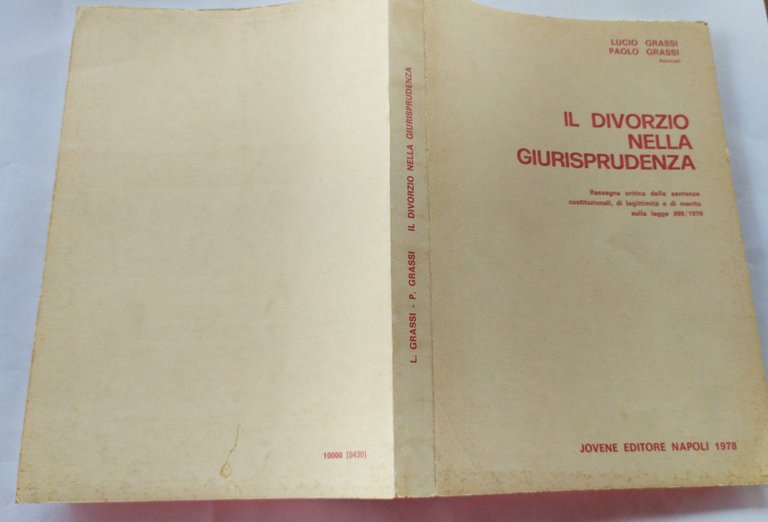 LUCIO GRASSI
PAOLO GRASSI
Avvocati
IL DIVORZIO
NELLA
GIURISPRUDENZA
Rassegna critica delle sentenze
costituzionali, di legittimità e di merito
sulla legge 898/1970
JOVENE EDITORE NAPOLI 1978
L. GRASSI - P. GRASSI IL DIVORZIO NELLA GIURISPRUDENZA
10000 (9430)